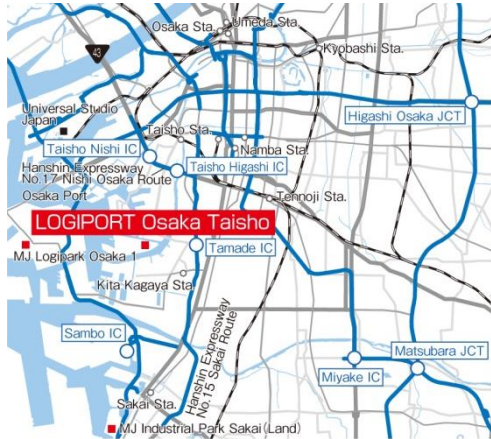 Osaka Sta.
Umeda Sta.
43
Kyobashi Sta.
Universal Studio
Japan
Higashi Osaka JCT
Taisho Sta.
Taisho Nishi IC
Namba Sta.
Hanshin Expressway
No.17 Nishi Osaka Route
Taisho Higashi IC
Osaka Port
Tennoji Sta.
LOGIPORT Osaka Taisho
MJ Logipark Osaka 1
Tamade IC
Kita Kagaya Sta.
Sambo IC
Hanshin Expressway
No.15 Sakai Route
Matsubara JCT
Miyake IC
Sakai Sta.
MJ Industrial Park Sakai (Land)